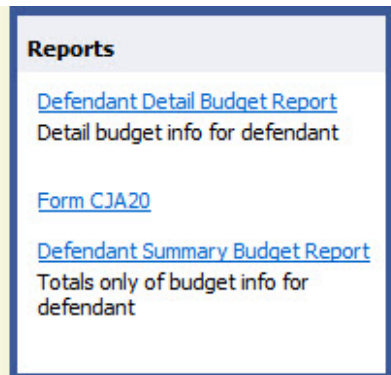 Reports
Defendant Detail Budget Report
Detail budget info for defendant
Form CJA20
Defendant Summary Budget Report
Totals only of budget info for
defendant